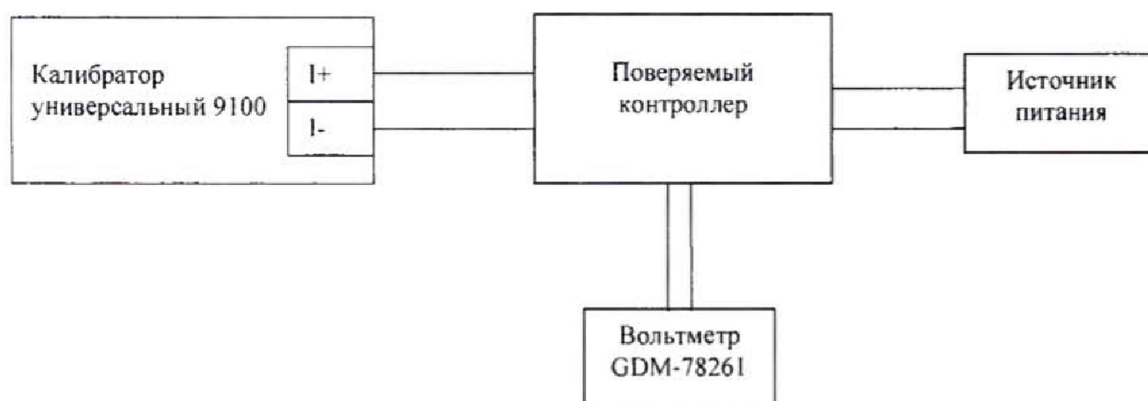 Калибратор
универсальный 9100
I+
I-
Поверяемый
контроллер
Источник
питания
Вольтметр
GDM-78261